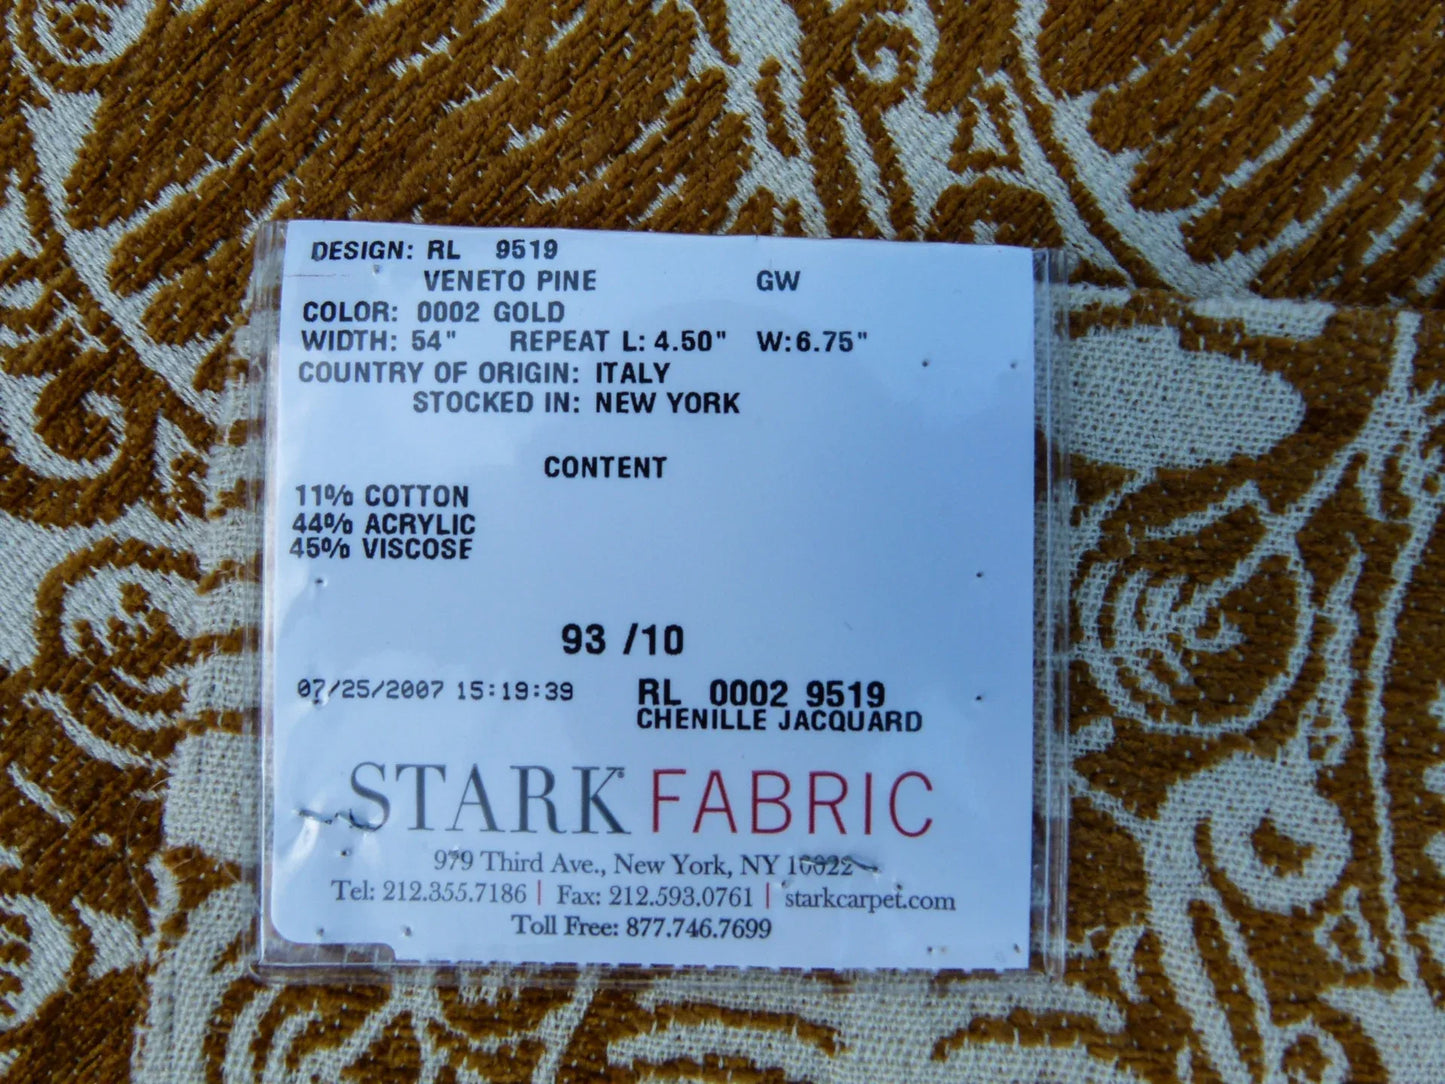 DESIGN: RL 9519
VENETO PINE GW
COLOR: 0002 GOLD
WIDTH: 54" REPEAT L: 4.50" W:6.75"
COUNTRY OF ORIGIN: ITALY
STOCKED IN: NEW YORK
CONTENT
11% COTTON
44% ACRYLIC
45% VISCOSE
93 /10
07/25/2007 15:19:39 RL 0002 9519
CHENILLE JACQUARD
STARK FABRIC
979 Third Ave., New York, NY 10022
Tel: 212.355.7186 | Fax: 212.593.0761 | starkcarpet.com
Toll Free: 877.746.7699